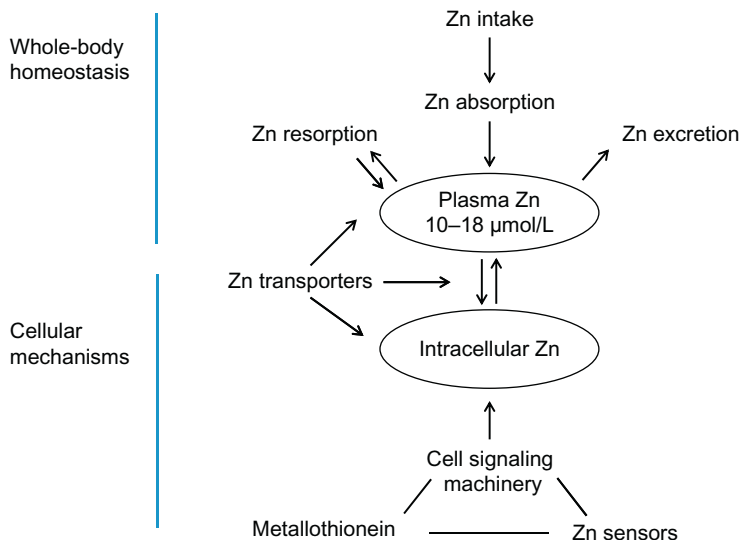 Whole-body
homeostasis
Zn intake
Zn absorption
Zn resorption
Zn excretion
Plasma Zn
10–18 μmol/L
Zn transporters
Cellular
mechanisms
Intracellular Zn
Cell signaling
machinery
Metallothionein
Zn sensors